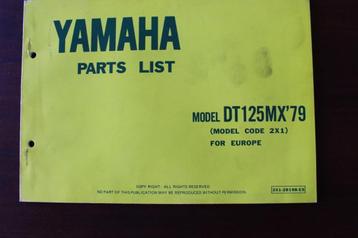 YAMAHA
PARTS LIST
MODEL DT125MX'79
(MODEL CODE 2X1)
FOR EUROPE
COPY RIGHT. ALL RIGHTS RESERVED.
NO PART OF THIS PUBLICATION MAY BE REPRODUCED WITHOUT PERMISSION.